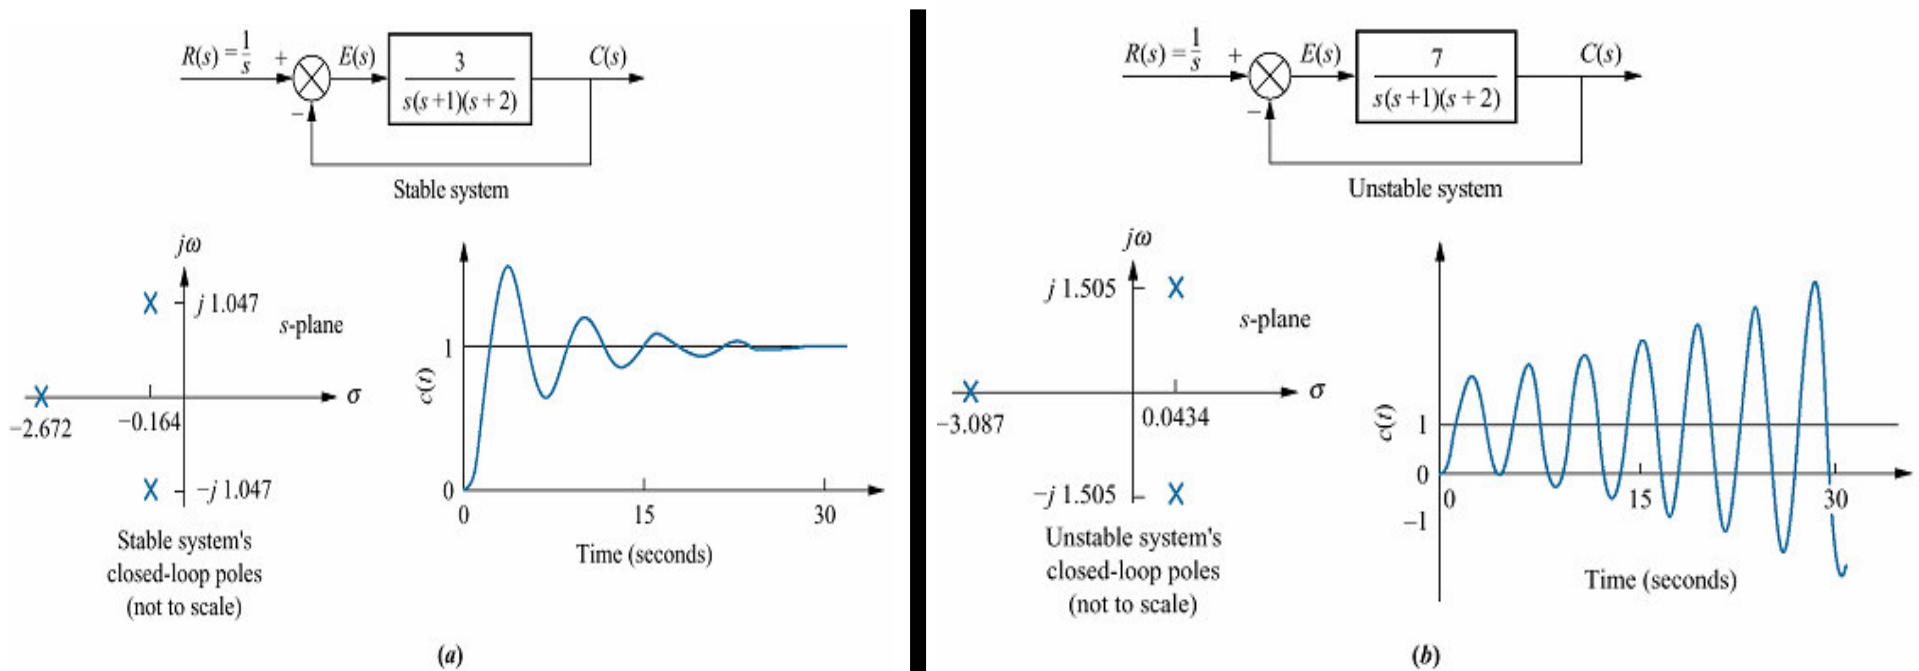 R(s) = 1/s + E(s) 3/s(s+1)(s+2) C(s)
−
Stable system
jω
j 1.047
s-plane
−2.672 −0.164 σ
−j 1.047
Stable system's
closed-loop poles
(not to scale)
c(t)
1
0
0 15 30
Time (seconds)
(a)
R(s) = 1/s + E(s) 7/s(s+1)(s+2) C(s)
−
Unstable system
jω
j 1.505
s-plane
−3.087 0.0434 σ
−j 1.505
Unstable system's
closed-loop poles
(not to scale)
c(t)
1
0
−1
0 15 30
Time (seconds)
(b)